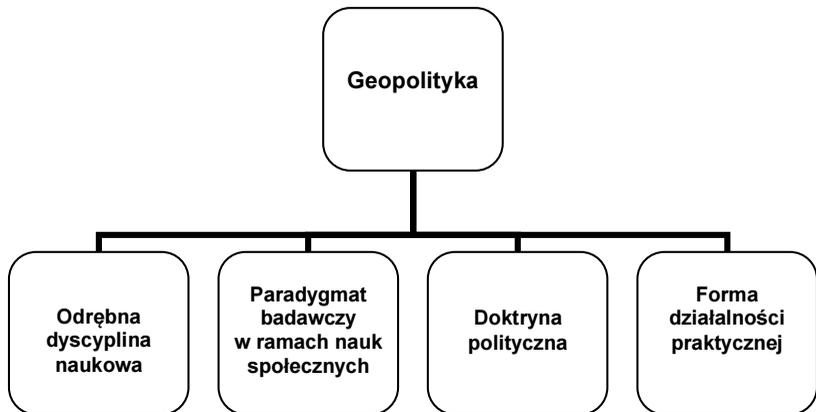 Geopolityka
Odrębna
dyscyplina
naukowa
Paradygmat
badawczy
w ramach nauk
społecznych
Doktryna
polityczna
Forma
działalności
praktycznej